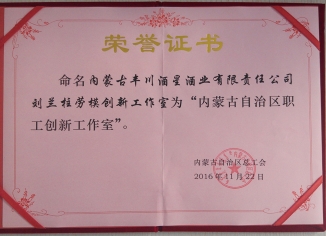 荣誉证书
命名内蒙古丰川酒星酒业有限责任公司
刘兰柱劳模创新工作室为“内蒙古自治区职
工创新工作室”。
内蒙古自治区总工会
2016年11月22日